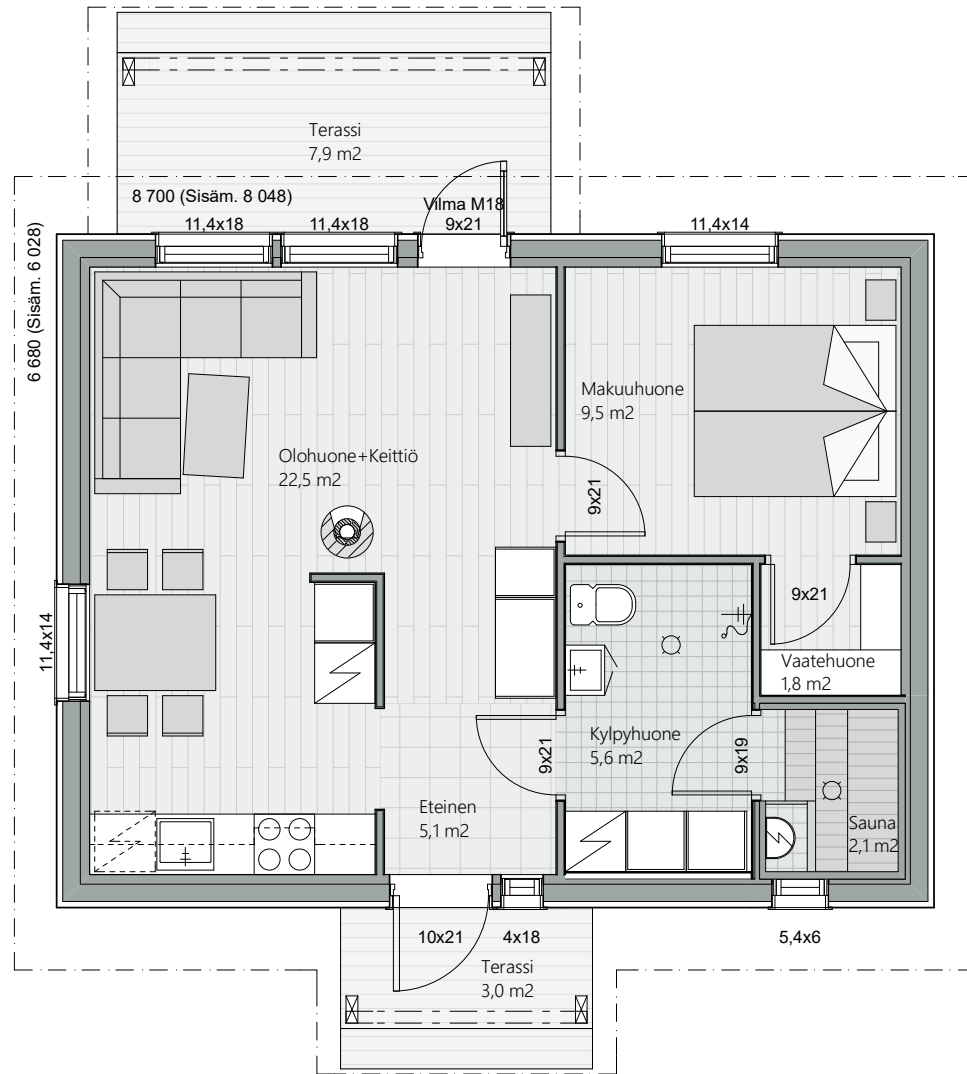 Terassi
7,9 m2
8 700 (Sisäm. 8 048)
Vilma M18
11,4x18
11,4x18
9x21
11,4x14
6 680 (Sisäm. 6 028)
Makuuhuone
9,5 m2
Olohuone+Keittiö
22,5 m2
9x21
9x21
11,4x14
Vaatehuone
1,8 m2
Kylpyhuone
5,6 m2
9x21
9x19
Eteinen
5,1 m2
Sauna
2,1 m2
10x21
4x18
5,4x6
Terassi
3,0 m2